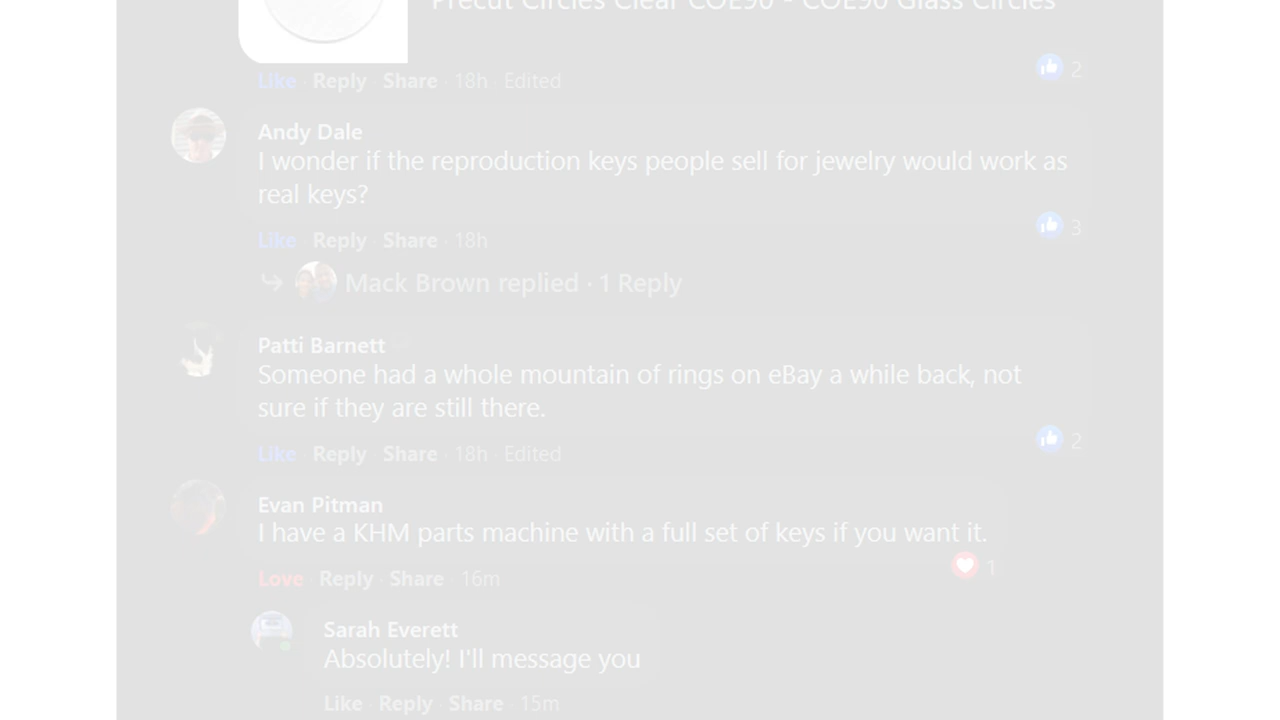 Precut Circles Clear COE90 - COE90 Glass Circles
Like · Reply · Share · 18h · Edited
2
Andy Dale
I wonder if the reproduction keys people sell for jewelry would work as
real keys?
Like · Reply · Share · 18h
3
Mack Brown replied · 1 Reply
Patti Barnett
Someone had a whole mountain of rings on eBay a while back, not
sure if they are still there.
Like · Reply · Share · 18h · Edited
2
Evan Pitman
I have a KHM parts machine with a full set of keys if you want it.
Love · Reply · Share · 16m
1
Sarah Everett
Absolutely! I'll message you
Like · Reply · Share · 15m